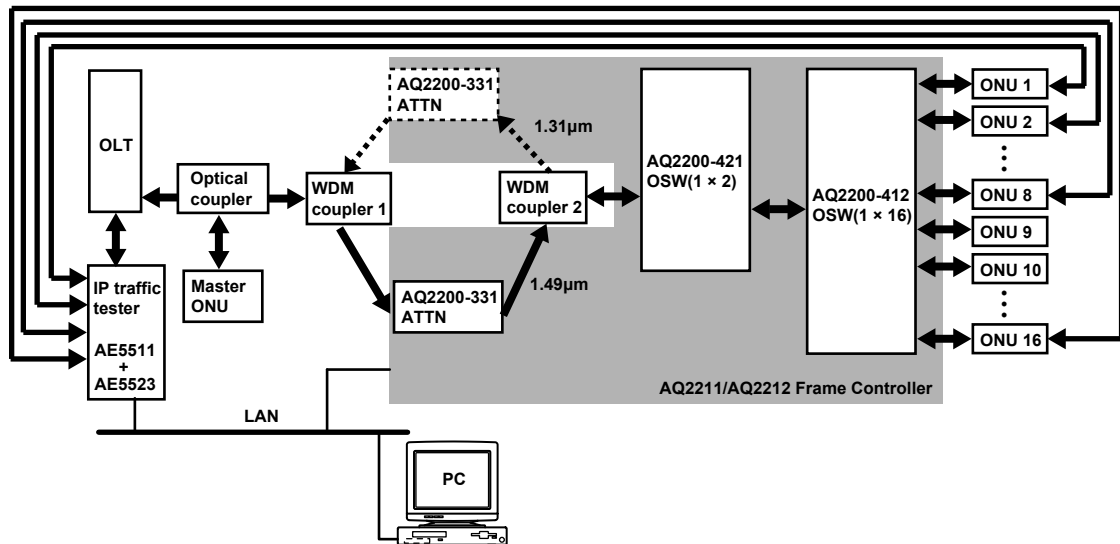 AQ2200-331
ATTN
1.31µm
OLT
Optical
coupler
WDM
coupler 1
WDM
coupler 2
AQ2200-421
OSW(1 × 2)
AQ2200-412
OSW(1 × 16)
ONU 1
ONU 2
ONU 8
ONU 9
ONU 10
ONU 16
IP traffic
tester
AE5511
+
AE5523
Master
ONU
AQ2200-331
ATTN
1.49µm
AQ2211/AQ2212 Frame Controller
LAN
PC